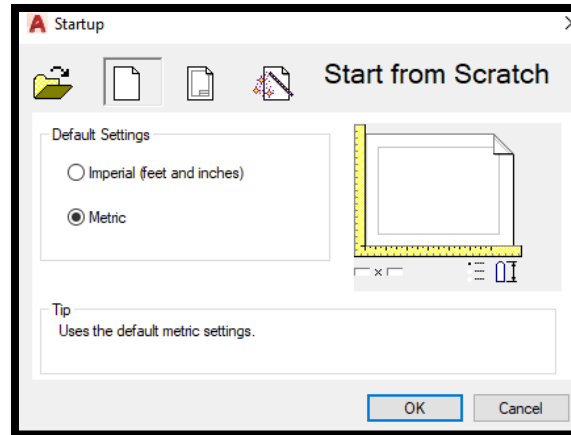 Startup
Start from Scratch
Default Settings
Imperial (feet and inches)
Metric
Tip
Uses the default metric settings.
OK
Cancel